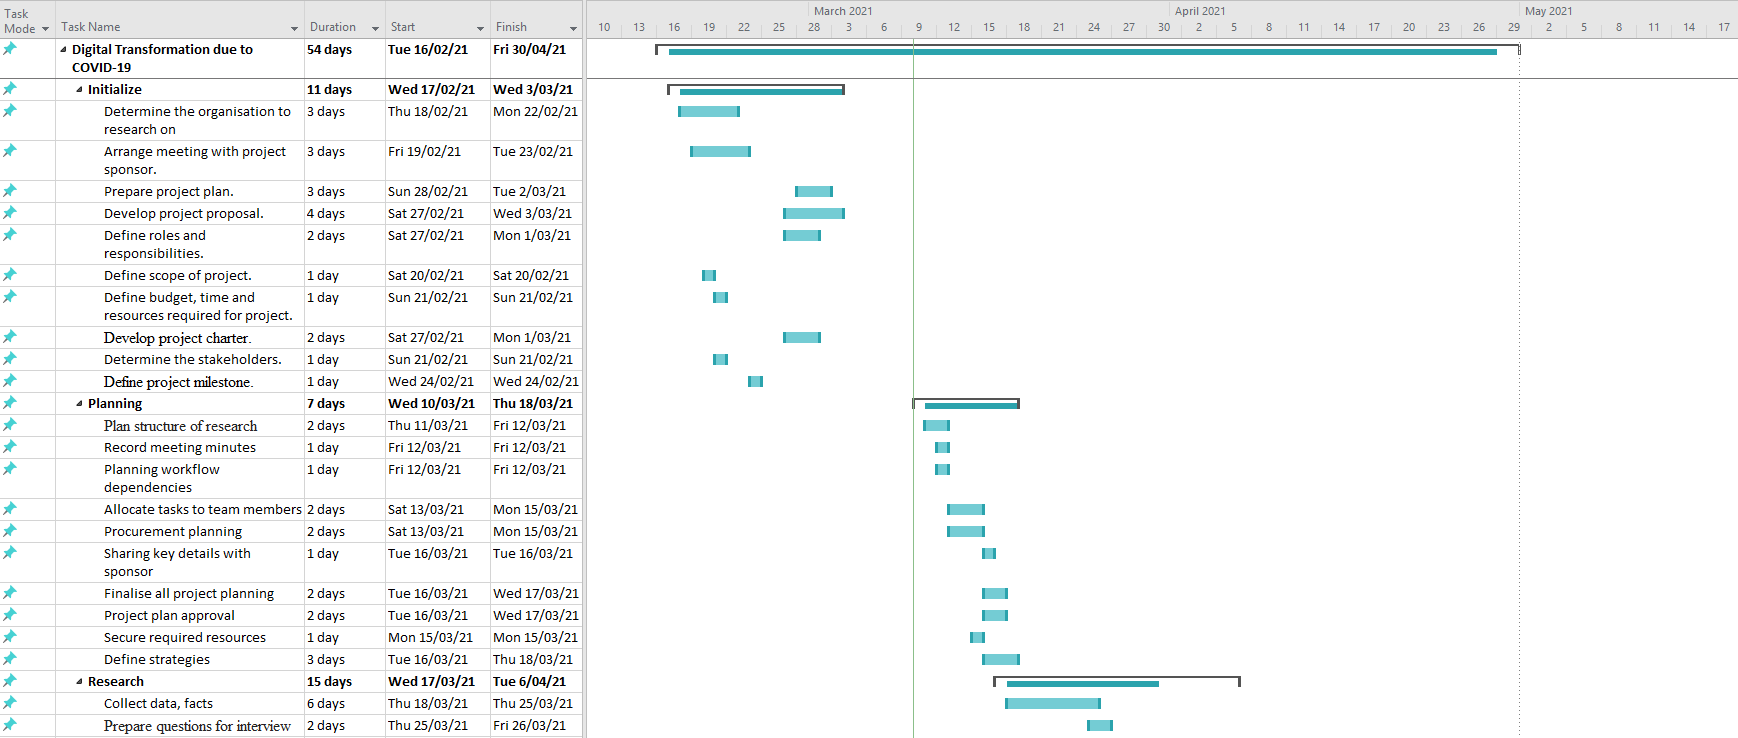 Task Mode Task Name Duration Start Finish
March 2021 April 2021 May 2021
10 13 16 19 22 25 28 3 6 9 12 15 18 21 24 27 30 2 5 8 11 14 17 20 23 26 29 2 5 8 11 14 17
Digital Transformation due to COVID-19 54 days Tue 16/02/21 Fri 30/04/21
Initialize 11 days Wed 17/02/21 Wed 3/03/21
Determine the organisation to research on 3 days Thu 18/02/21 Mon 22/02/21
Arrange meeting with project sponsor. 3 days Fri 19/02/21 Tue 23/02/21
Prepare project plan. 3 days Sun 28/02/21 Tue 2/03/21
Develop project proposal. 4 days Sat 27/02/21 Wed 3/03/21
Define roles and responsibilities. 2 days Sat 27/02/21 Mon 1/03/21
Define scope of project. 1 day Sat 20/02/21 Sat 20/02/21
Define budget, time and resources required for project. 1 day Sun 21/02/21 Sun 21/02/21
Develop project charter. 2 days Sat 27/02/21 Mon 1/03/21
Determine the stakeholders. 1 day Sun 21/02/21 Sun 21/02/21
Define project milestone. 1 day Wed 24/02/21 Wed 24/02/21
Planning 7 days Wed 10/03/21 Thu 18/03/21
Plan structure of research 2 days Thu 11/03/21 Fri 12/03/21
Record meeting minutes 1 day Fri 12/03/21 Fri 12/03/21
Planning workflow dependencies 1 day Fri 12/03/21 Fri 12/03/21
Allocate tasks to team members 2 days Sat 13/03/21 Mon 15/03/21
Procurement planning 2 days Sat 13/03/21 Mon 15/03/21
Sharing key details with sponsor 1 day Tue 16/03/21 Tue 16/03/21
Finalise all project planning 2 days Tue 16/03/21 Wed 17/03/21
Project plan approval 2 days Tue 16/03/21 Wed 17/03/21
Secure required resources 1 day Mon 15/03/21 Mon 15/03/21
Define strategies 3 days Tue 16/03/21 Thu 18/03/21
Research 15 days Wed 17/03/21 Tue 6/04/21
Collect data, facts 6 days Thu 18/03/21 Thu 25/03/21
Prepare questions for interview 2 days Thu 25/03/21 Fri 26/03/21